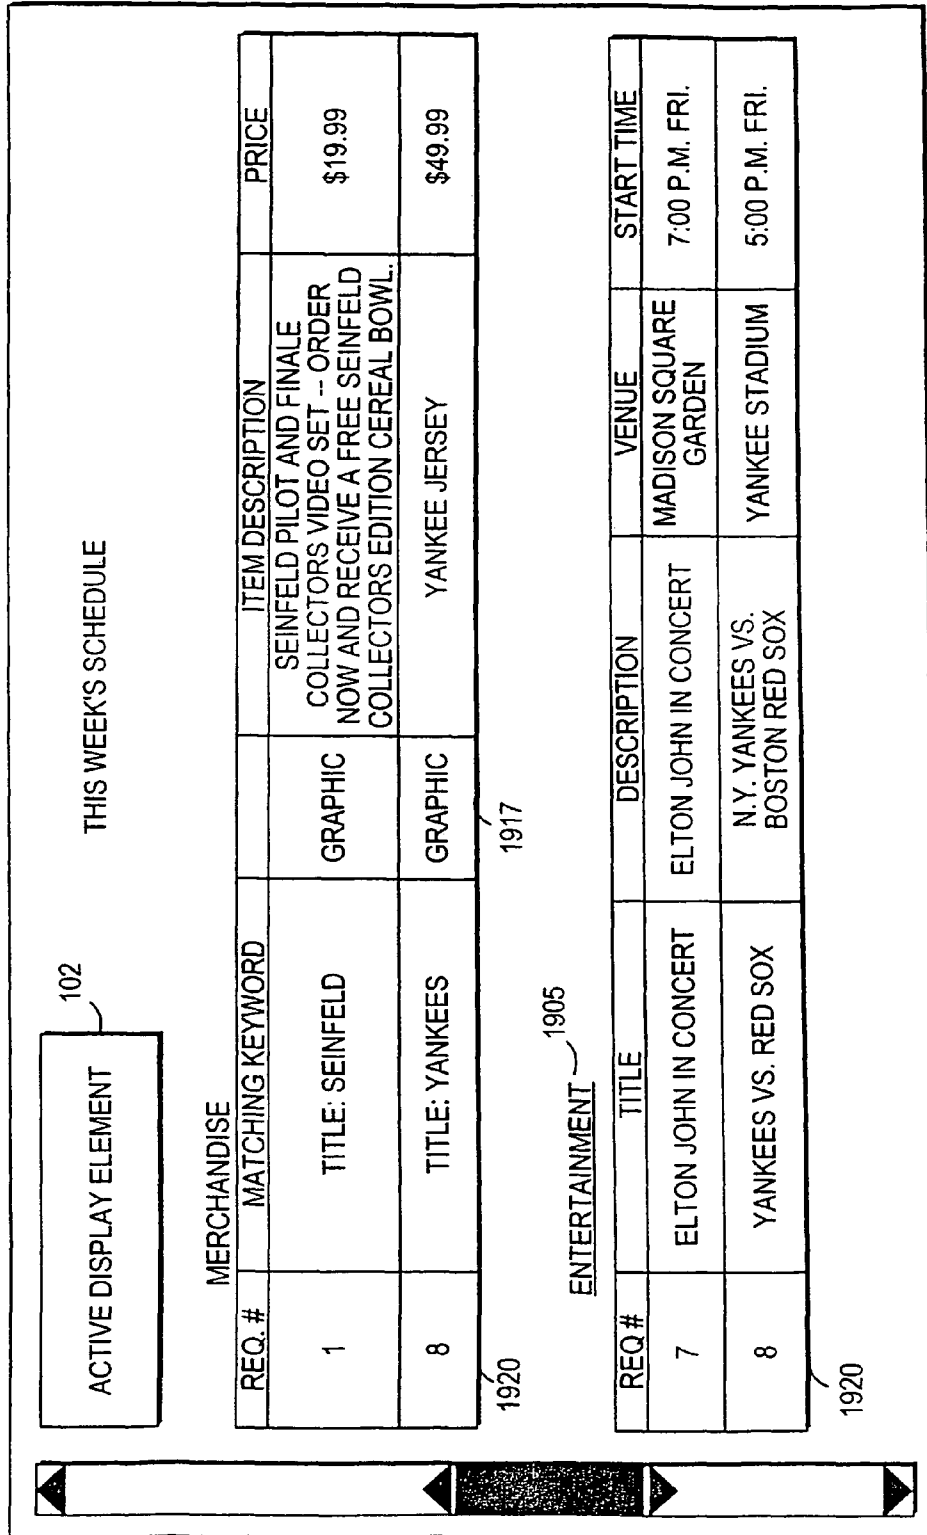 ACTIVE DISPLAY ELEMENT
102
THIS WEEK'S SCHEDULE
MERCHANDISE
REQ. # MATCHING KEYWORD ITEM DESCRIPTION PRICE
1 TITLE: SEINFELD GRAPHIC SEINFELD PILOT AND FINALE
COLLECTORS VIDEO SET -- ORDER
NOW AND RECEIVE A FREE SEINFELD
COLLECTORS EDITION CEREAL BOWL. $19.99
8 TITLE: YANKEES GRAPHIC YANKEE JERSEY $49.99
1920
1917
ENTERTAINMENT 1905
REQ # TITLE DESCRIPTION VENUE START TIME
7 ELTON JOHN IN CONCERT ELTON JOHN IN CONCERT MADISON SQUARE
GARDEN 7:00 P.M. FRI.
8 YANKEES VS. RED SOX N.Y. YANKEES VS.
BOSTON RED SOX YANKEE STADIUM 5:00 P.M. FRI.
1920